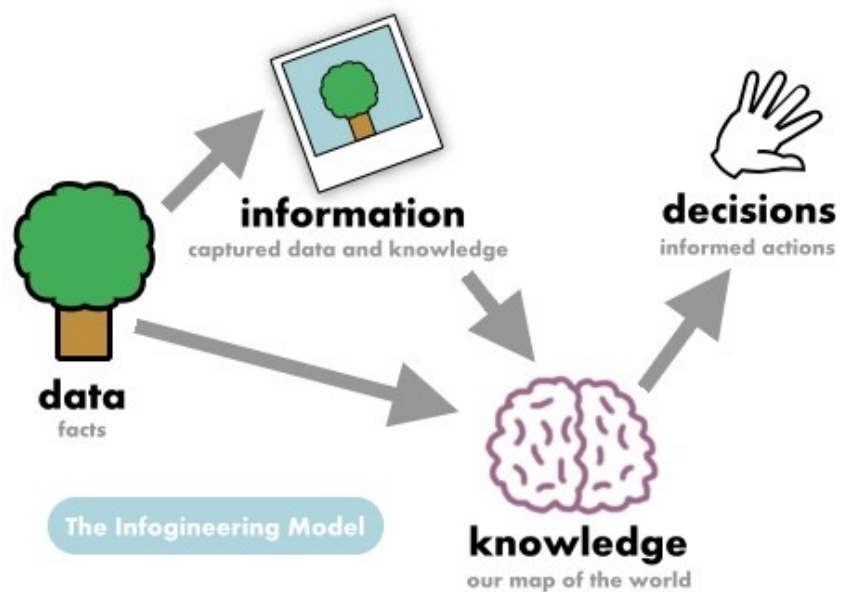 information
captured data and knowledge
decisions
informed actions
data
facts
The Infogineering Model
knowledge
our map of the world